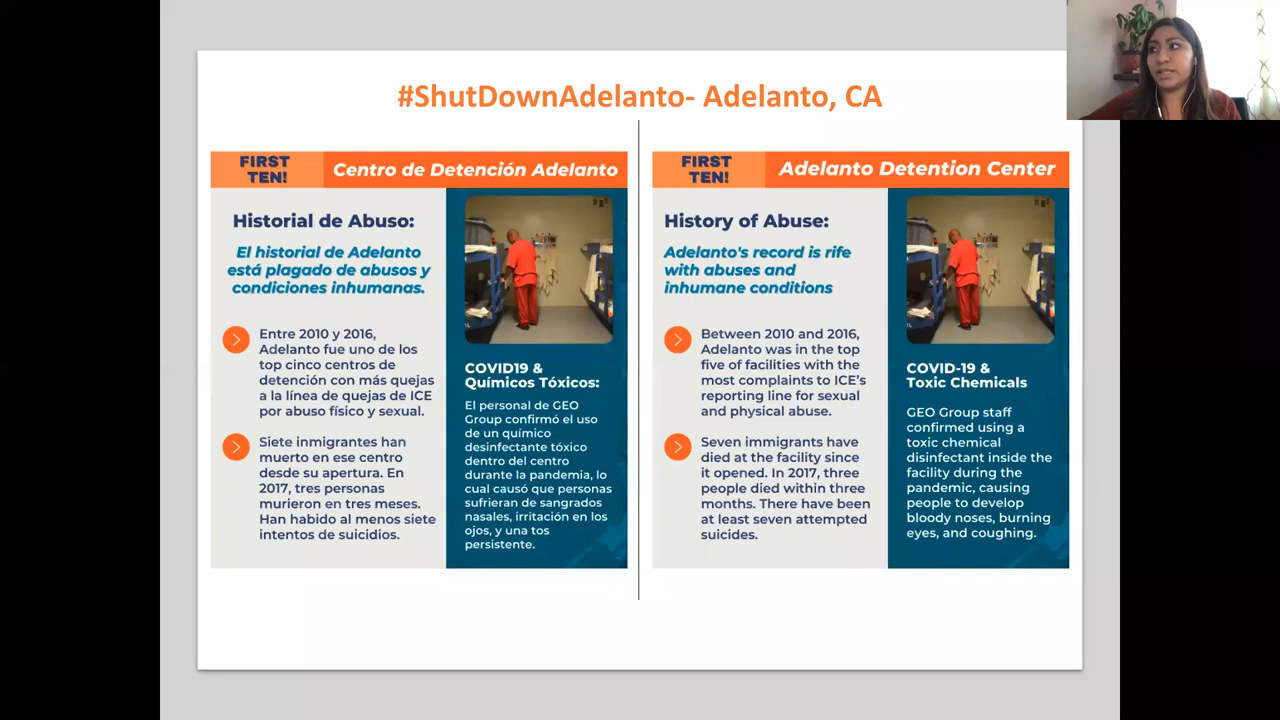 #ShutDownAdelanto- Adelanto, CA
FIRST
TEN!
Centro de Detención Adelanto
Historial de Abuso:
El historial de Adelanto
está plagado de abusos y
condiciones inhumanas.
Entre 2010 y 2016,
Adelanto fue uno de los
top cinco centros de
detención con más quejas
a la línea de quejas de ICE
por abuso físico y sexual.
Siete inmigrantes han
muerto en ese centro
desde su apertura. En
2017, tres personas
murieron en tres meses.
Han habido al menos siete
intentos de suicidios.
COVID19 &
Químicos Tóxicos:
El personal de GEO
Group confirmó el uso
de un químico
desinfectante tóxico
dentro del centro
durante la pandemia, lo
cual causó que personas
sufrieran de sangrados
nasales, irritación en los
ojos, y una tos
persistente.
FIRST
TEN!
Adelanto Detention Center
History of Abuse:
Adelanto's record is rife
with abuses and
inhumane conditions
Between 2010 and 2016,
Adelanto was in the top
five of facilities with the
most complaints to ICE's
reporting line for sexual
and physical abuse.
Seven immigrants have
died at the facility since
it opened. In 2017, three
people died within three
months. There have been
at least seven attempted
suicides.
COVID-19 &
Toxic Chemicals
GEO Group staff
confirmed using a
toxic chemical
disinfectant inside the
facility during the
pandemic, causing
people to develop
bloody noses, burning
eyes, and coughing.